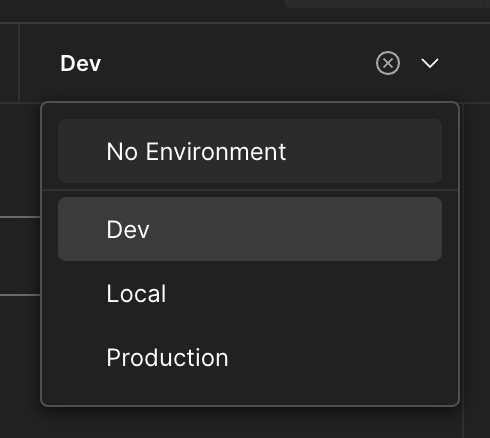 Dev
No Environment
Dev
Local
Production